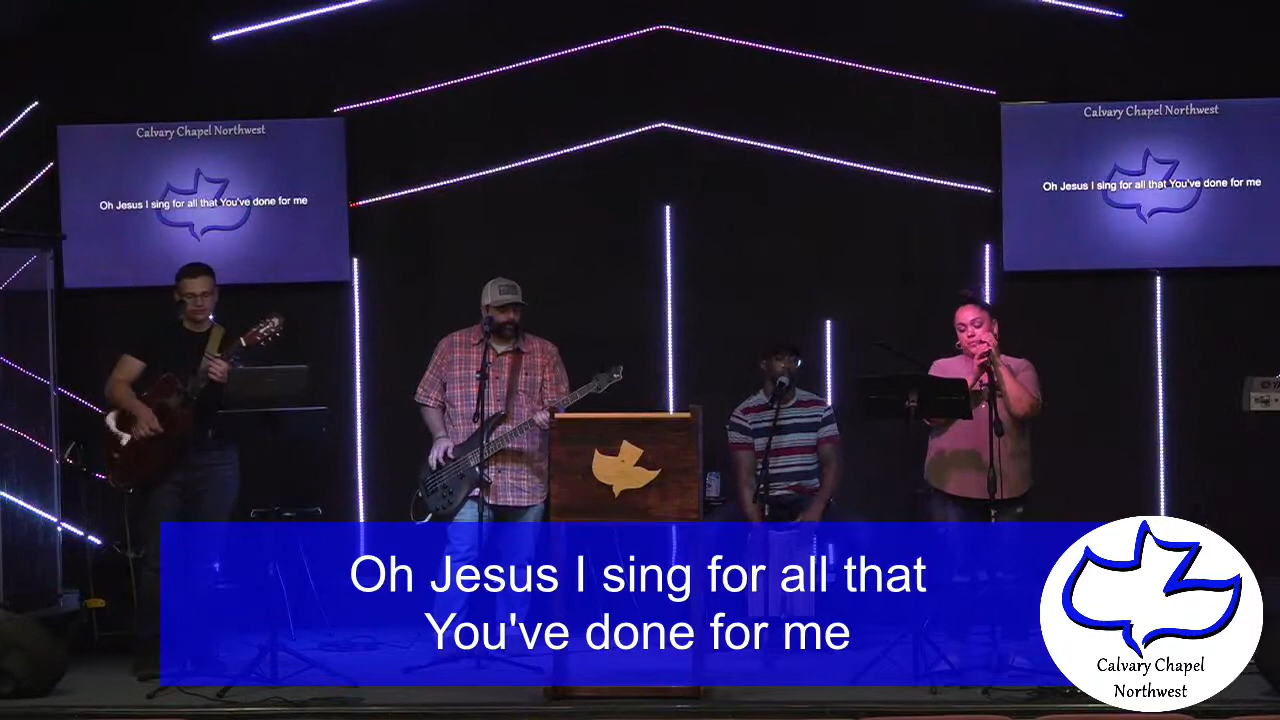 Calvary Chapel Northwest
Oh Jesus I sing for all that You've done for me
Calvary Chapel Northwest
Oh Jesus I sing for all that You've done for me
Oh Jesus I sing for all that
You've done for me
Calvary Chapel
Northwest